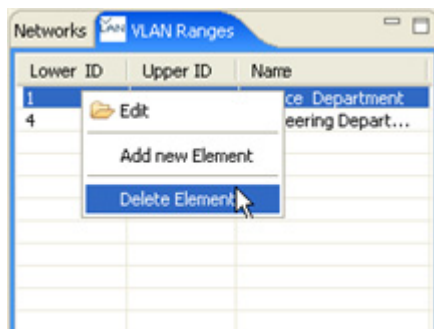 Networks VLAN Ranges
Lower ID Upper ID Name
1 ce Department
4 eering Depart...
Edit
Add new Element
Delete Element